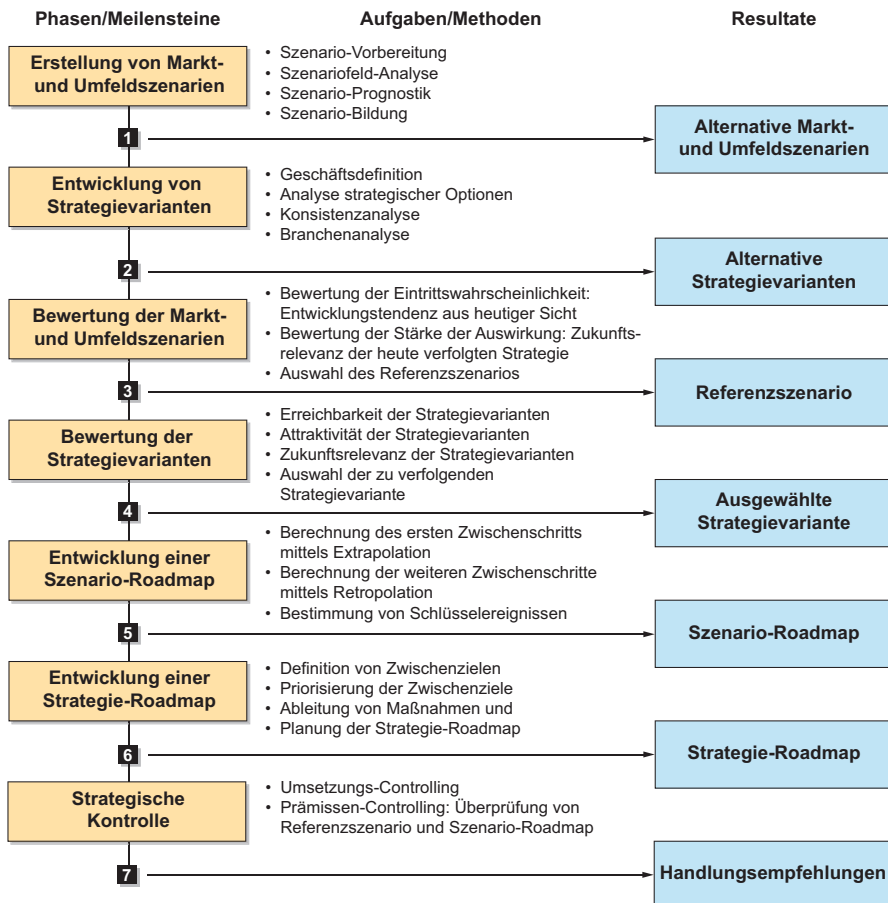 Phasen/Meilensteine
Aufgaben/Methoden
Resultate
Erstellung von Markt-
und Umfeldszenarien
• Szenario-Vorbereitung
• Szenariofeld-Analyse
• Szenario-Prognostik
• Szenario-Bildung
1
Alternative Markt-
und Umfeldszenarien
Entwicklung von
Strategievarianten
• Geschäftsdefinition
• Analyse strategischer Optionen
• Konsistenzanalyse
• Branchenanalyse
2
Alternative
Strategievarianten
Bewertung der Markt-
und Umfeldszenarien
• Bewertung der Eintrittswahrscheinlichkeit:
Entwicklungstendenz aus heutiger Sicht
• Bewertung der Stärke der Auswirkung: Zukunfts-
relevanz der heute verfolgten Strategie
• Auswahl des Referenzszenarios
3
Referenzszenario
Bewertung der
Strategievarianten
• Erreichbarkeit der Strategievarianten
• Attraktivität der Strategievarianten
• Zukunftsrelevanz der Strategievarianten
• Auswahl der zu verfolgenden
Strategievariante
4
Ausgewählte
Strategievariante
Entwicklung einer
Szenario-Roadmap
• Berechnung des ersten Zwischenschritts
mittels Extrapolation
• Berechnung der weiteren Zwischenschritte
mittels Retropolation
• Bestimmung von Schlüsselereignissen
5
Szenario-Roadmap
Entwicklung einer
Strategie-Roadmap
• Definition von Zwischenzielen
• Priorisierung der Zwischenziele
• Ableitung von Maßnahmen und
• Planung der Strategie-Roadmap
6
Strategie-Roadmap
Strategische
Kontrolle
• Umsetzungs-Controlling
• Prämissen-Controlling: Überprüfung von
Referenzszenario und Szenario-Roadmap
7
Handlungsempfehlungen